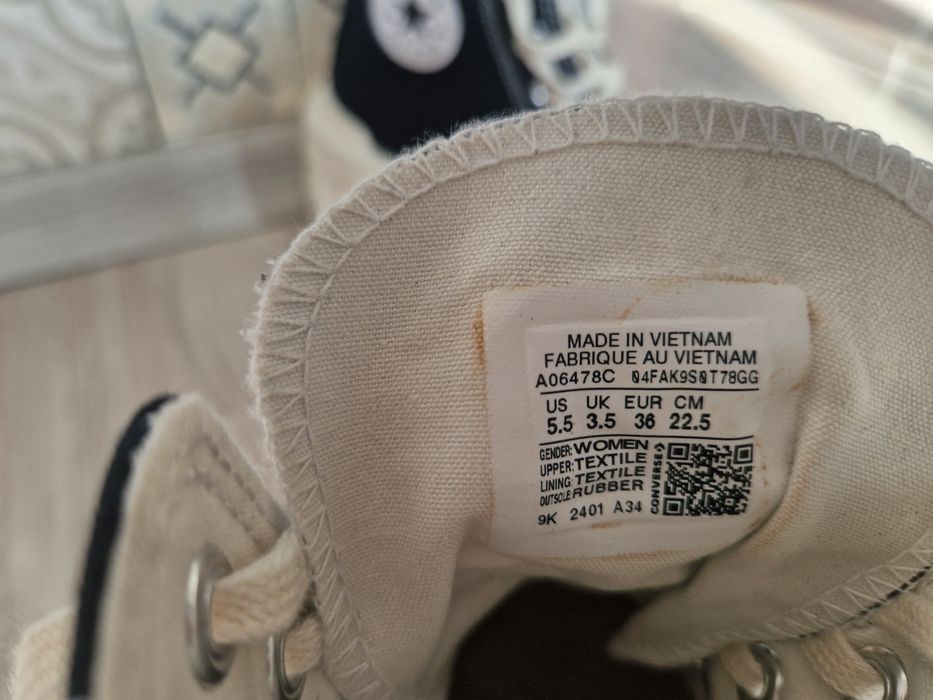 MADE IN VIETNAM
FABRIQUE AU VIETNAM
A06478C 04FAK9S0T78GG
US UK EUR CM
5.5 3.5 36 22.5
GENDER: WOMEN
UPPER: TEXTILE
LINING: TEXTILE
OUTSOLE: RUBBER
9K 2401 A34
CONVERSE